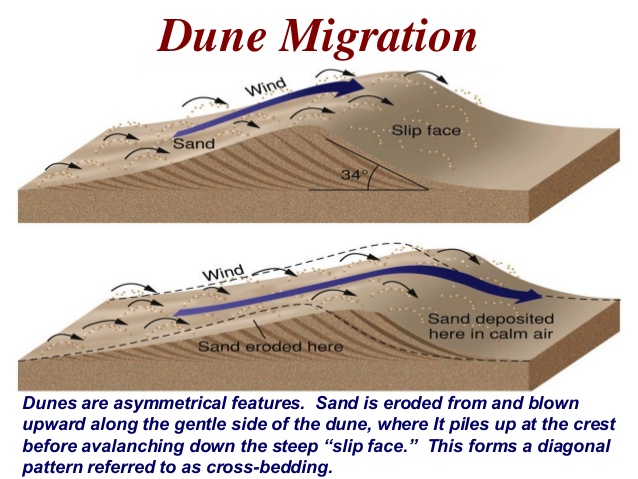 Dune Migration
Wind
Sand
Slip face
34°
Wind
Sand deposited
here in calm air
Sand eroded here
Dunes are asymmetrical features. Sand is eroded from and blown
upward along the gentle side of the dune, where It piles up at the crest
before avalanching down the steep “slip face.” This forms a diagonal
pattern referred to as cross-bedding.